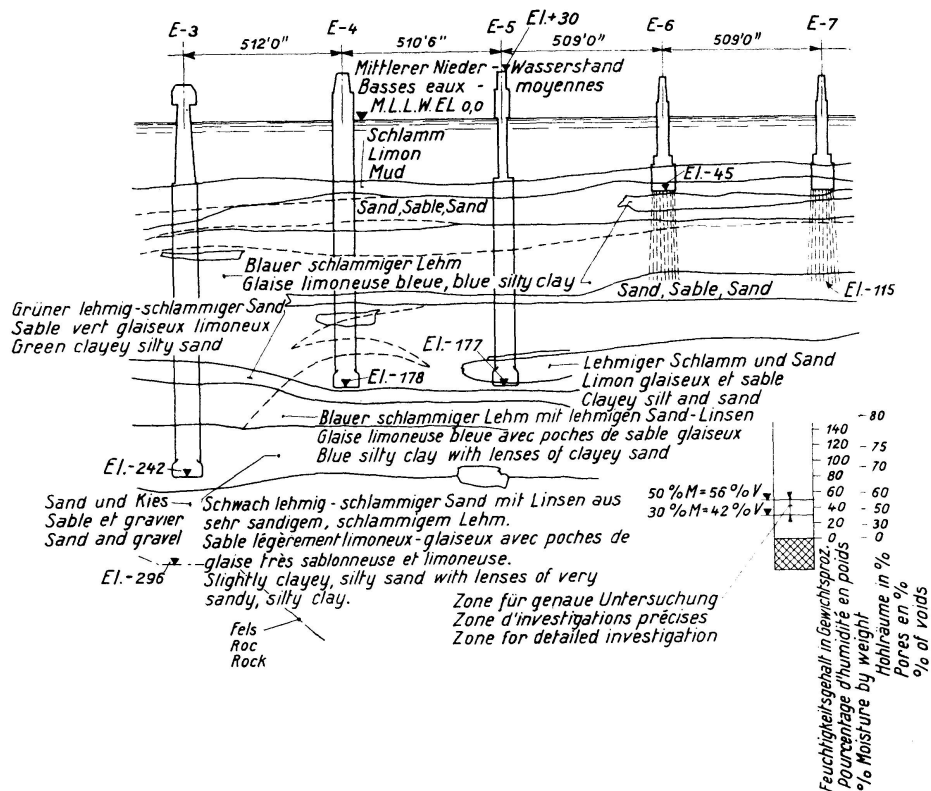 E-3
E-4
E-5
El.+30
E-6
E-7
512'0"
510'6"
509'0"
509'0"
Mittlerer Nieder - Wasserstand
Basses eaux - moyennes
M.L.L.W. EL 0,0
Schlamm
Limon
Mud
El.-45
Sand, Sable, Sand
Blauer schlammiger Lehm
Glaise limoneuse bleue, blue silty clay
Sand, Sable, Sand
El.-115
Grüner lehmig-schlammiger Sand
Sable vert glaiseux limoneux
Green clayey silty sand
El.-177
El.-178
Lehmiger Schlamm und Sand
Limon glaiseux et sable
Clayey silt and sand
Blauer schlammiger Lehm mit lehmigen Sand-Linsen
Glaise limoneuse bleue avec poches de sable glaiseux
Blue silty clay with lenses of clayey sand
El.-242
Sand und Kies
Sable et gravier
Sand and gravel
El.-296
Schwach lehmig-schlammiger Sand mit Linsen aus
sehr sandigem, schlammigem Lehm.
Sable légèrement limoneux-glaiseux avec poches de
glaise très sablonneuse et limoneuse.
Slightly clayey, silty sand with lenses of very
sandy, silty clay.
Fels
Roc
Rock
Zone für genaue Untersuchung
Zone d'investigations précises
Zone for detailed investigation
50 % M = 56 % V
30 % M = 42 % V
140
120
100
80
60
40
20
0
80
75
70
60
50
30
0
Feuchtigkeitsgehalt in Gewichtsproz.
Pourcentage d'humidité en poids
% Moisture by weight
Hohlräume in %
Pores en %
% of voids